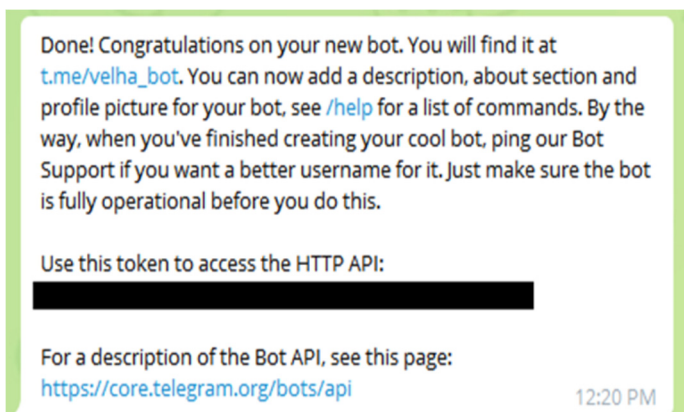 Done! Congratulations on your new bot. You will find it at
t.me/velha_bot. You can now add a description, about section and
profile picture for your bot, see /help for a list of commands. By the
way, when you've finished creating your cool bot, ping our Bot
Support if you want a better username for it. Just make sure the bot
is fully operational before you do this.
Use this token to access the HTTP API:
For a description of the Bot API, see this page:
https://core.telegram.org/bots/api
12:20 PM